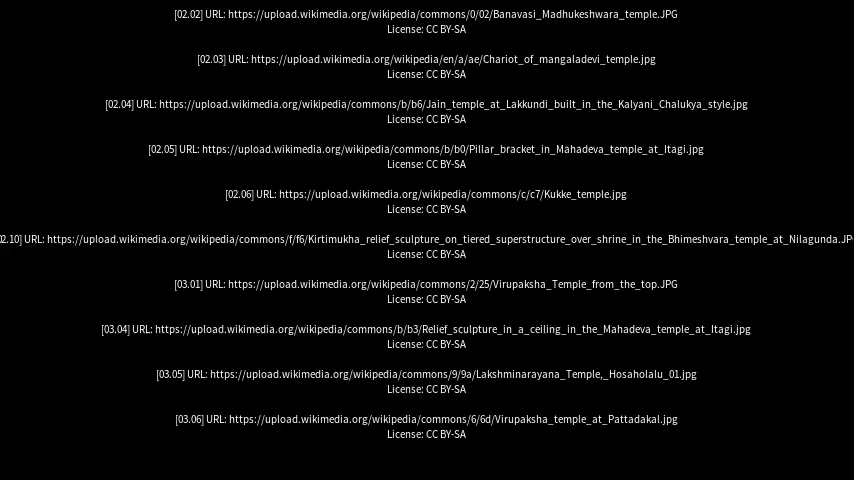 [02.02] URL: https://upload.wikimedia.org/wikipedia/commons/0/02/Banavasi_Madhukeshwara_temple.JPG
License: CC BY-SA
[02.03] URL: https://upload.wikimedia.org/wikipedia/en/a/ae/Chariot_of_mangaladevi_temple.jpg
License: CC BY-SA
[02.04] URL: https://upload.wikimedia.org/wikipedia/commons/b/b6/Jain_temple_at_Lakkundi_built_in_the_Kalyani_Chalukya_style.jpg
License: CC BY-SA
[02.05] URL: https://upload.wikimedia.org/wikipedia/commons/b/b0/Pillar_bracket_in_Mahadeva_temple_at_Itagi.jpg
License: CC BY-SA
[02.06] URL: https://upload.wikimedia.org/wikipedia/commons/c/c7/Kukke_temple.jpg
License: CC BY-SA
02.10] URL: https://upload.wikimedia.org/wikipedia/commons/f/f6/Kirtimukha_relief_sculpture_on_tiered_superstructure_over_shrine_in_the_Bhimeshvara_temple_at_Nilagunda.JP
License: CC BY-SA
[03.01] URL: https://upload.wikimedia.org/wikipedia/commons/2/25/Virupaksha_Temple_from_the_top.JPG
License: CC BY-SA
[03.04] URL: https://upload.wikimedia.org/wikipedia/commons/b/b3/Relief_sculpture_in_a_ceiling_in_the_Mahadeva_temple_at_Itagi.jpg
License: CC BY-SA
[03.05] URL: https://upload.wikimedia.org/wikipedia/commons/9/9a/Lakshminarayana_Temple,_Hosaholalu_01.jpg
License: CC BY-SA
[03.06] URL: https://upload.wikimedia.org/wikipedia/commons/6/6d/Virupaksha_temple_at_Pattadakal.jpg
License: CC BY-SA